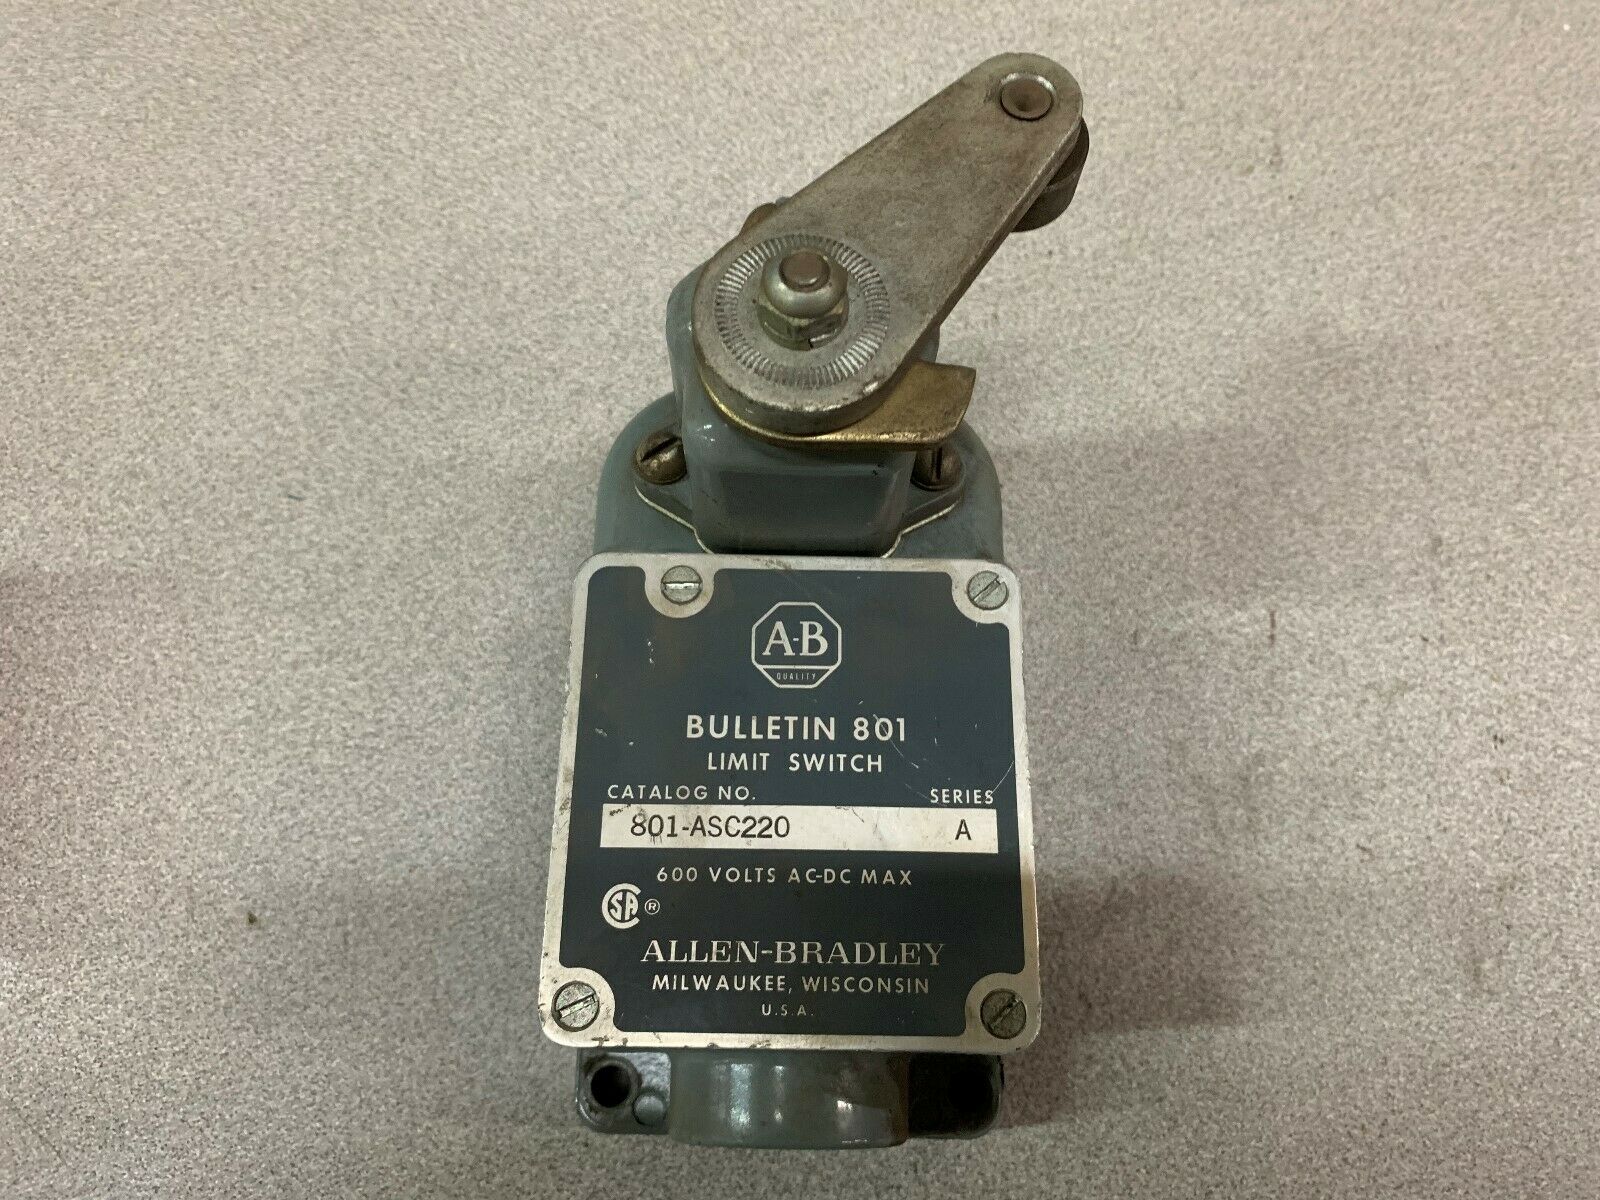 A-B
QUALITY
BULLETIN 801
LIMIT SWITCH
CATALOG NO. SERIES
801-ASC220 A
600 VOLTS AC-DC MAX
CSA ®
ALLEN-BRADLEY
MILWAUKEE, WISCONSIN
U.S.A.